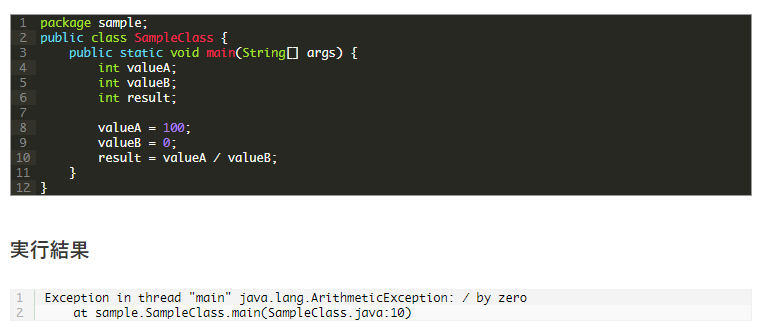 1 package sample;
2 public class SampleClass {
3     public static void main(String[] args) {
4         int valueA;
5         int valueB;
6         int result;
7
8         valueA = 100;
9         valueB = 0;
10         result = valueA / valueB;
11     }
12 }
実行結果
1 Exception in thread "main" java.lang.ArithmeticException: / by zero
2     at sample.SampleClass.main(SampleClass.java:10)